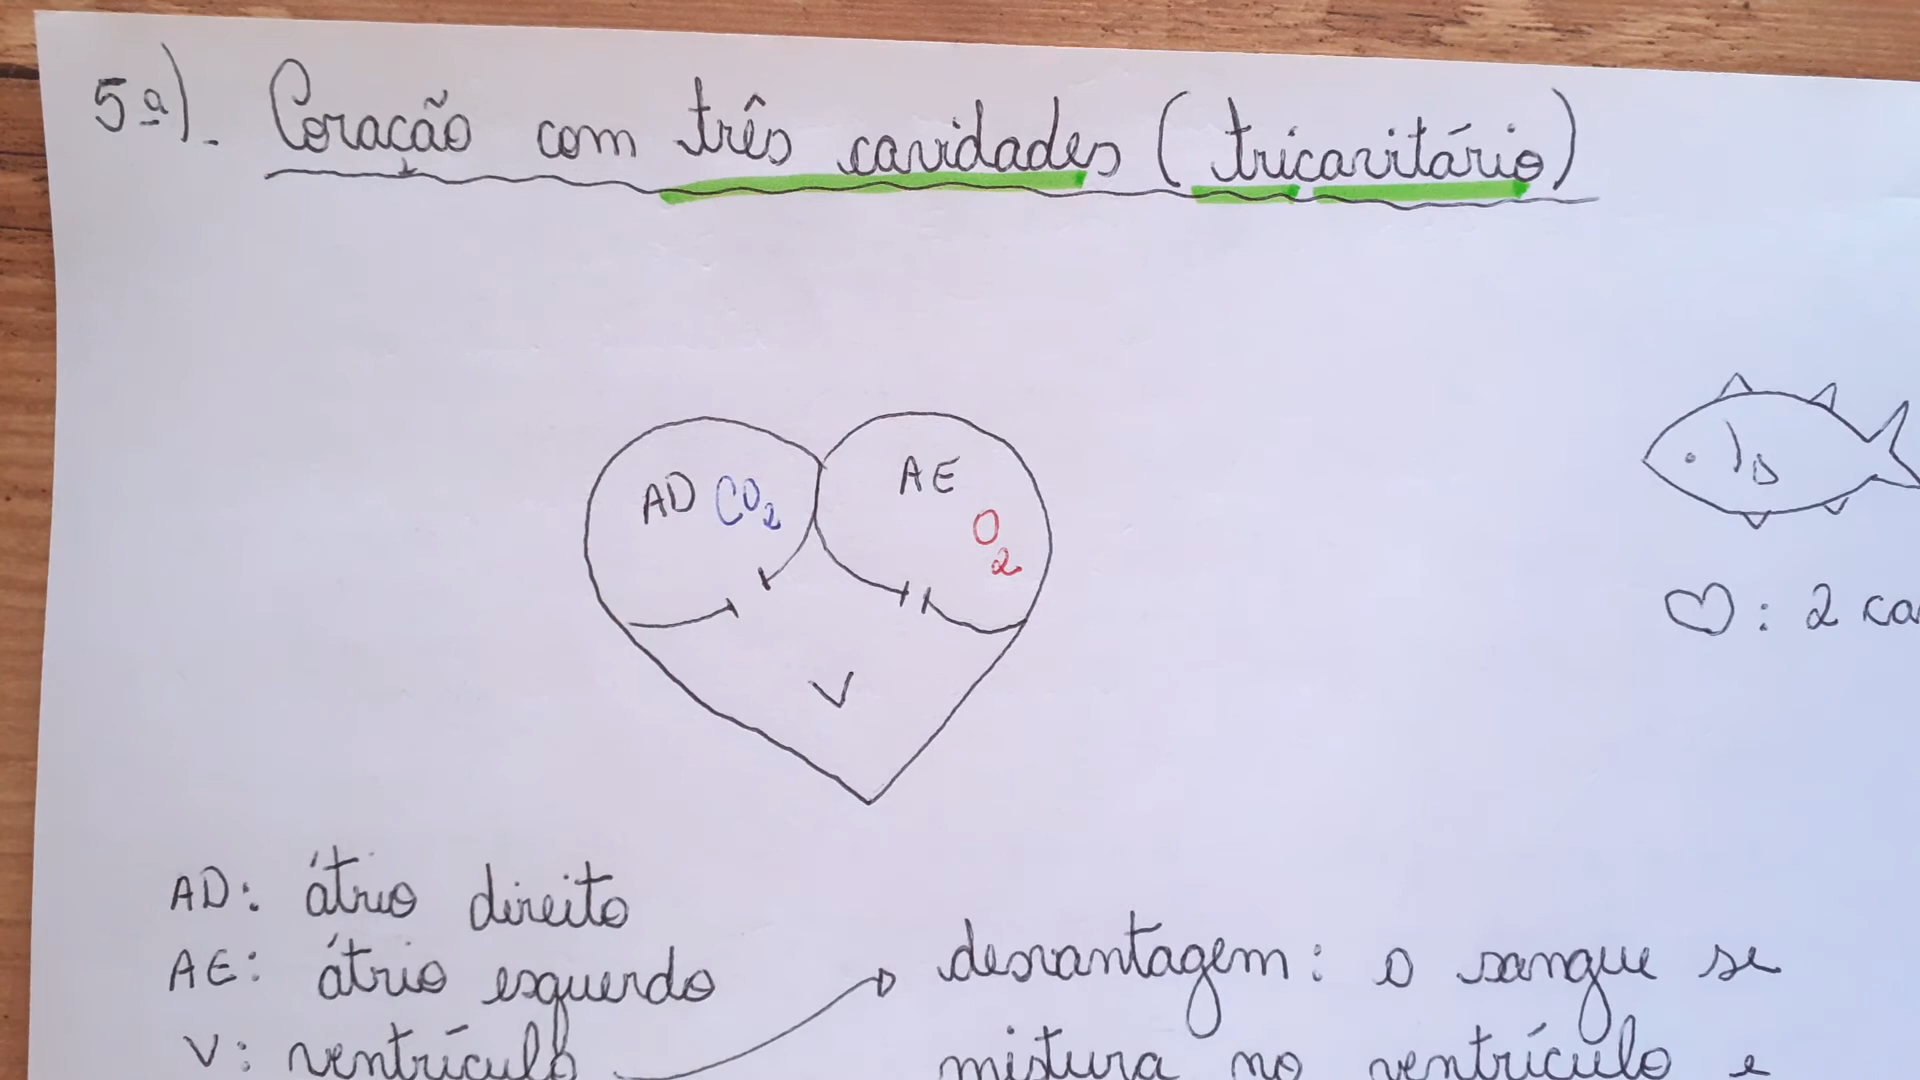 5ª). Coração com três cavidades (tricavitário)
AD CO₂
AE
O₂
V
♡: 2 ca
AD: átrio direito
AE: átrio esquerdo
V: ventrículo
desvantagem: o sangue se
mistura no ventrículo e